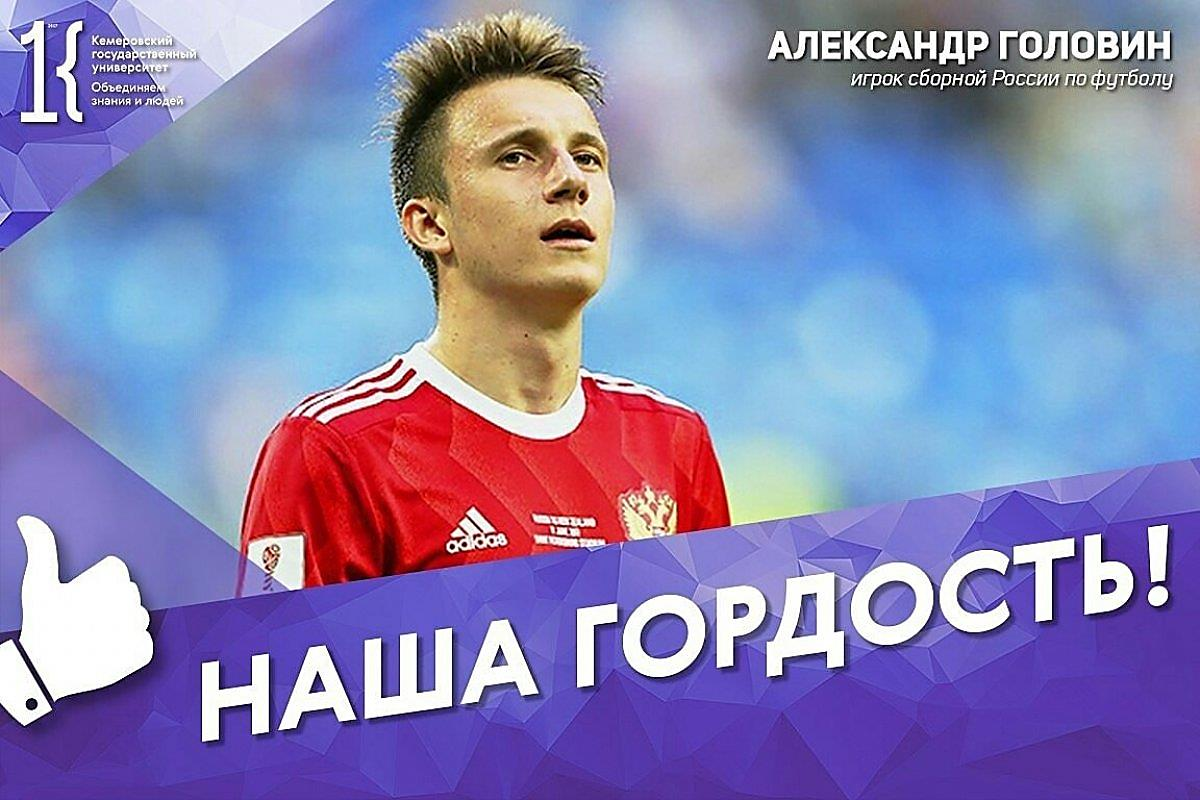 Кемеровский
государственный
университет
Объединяем
знания и людей
АЛЕКСАНДР ГОЛОВИН
игрок сборной России по футболу
adidas
НАША ГОРДОСТЬ!